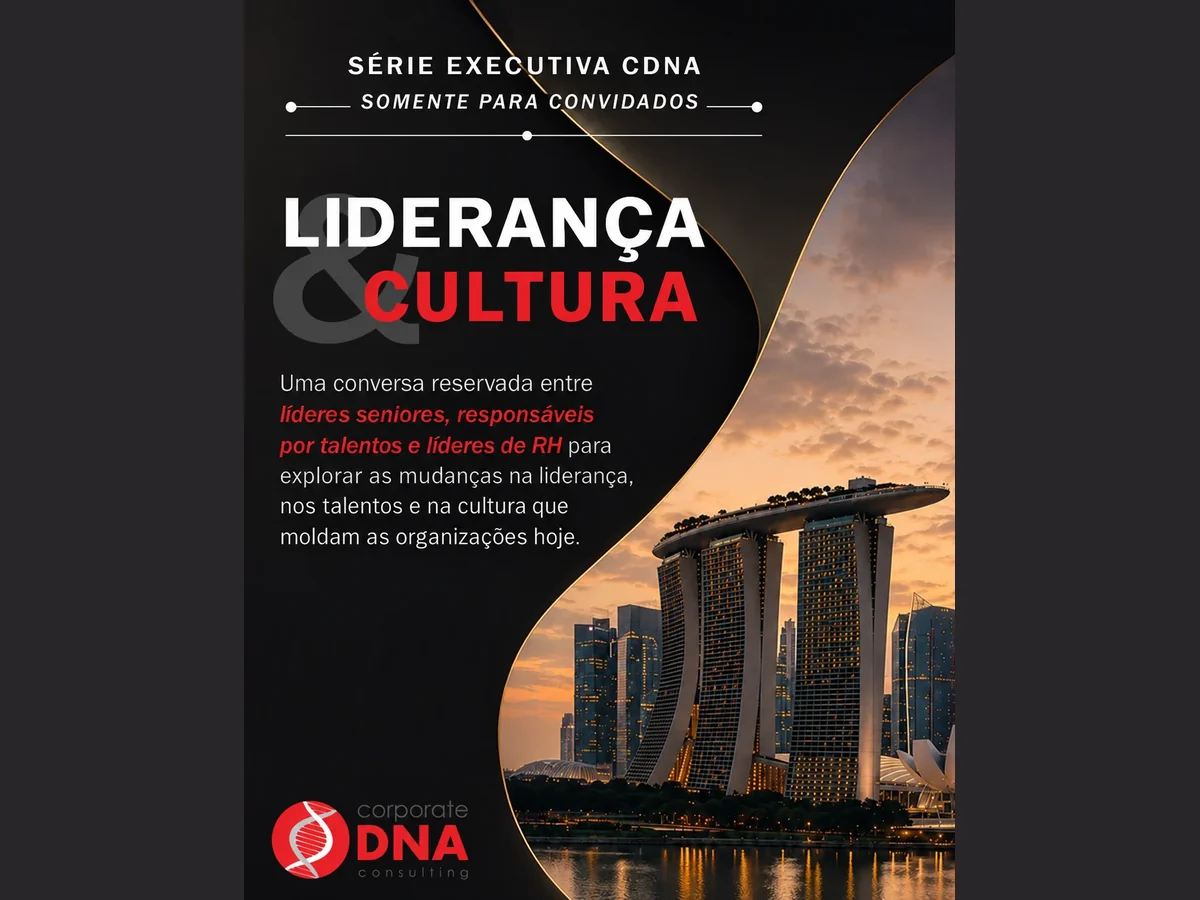 SÉRIE EXECUTIVA CDNA
SOMENTE PARA CONVIDADOS
&
LIDERANÇA
CULTURA
Uma conversa reservada entre
líderes seniores, responsáveis
por talentos e líderes de RH para
explorar as mudanças na liderança,
nos talentos e na cultura que
moldam as organizações hoje.
corporate
DNA
consulting